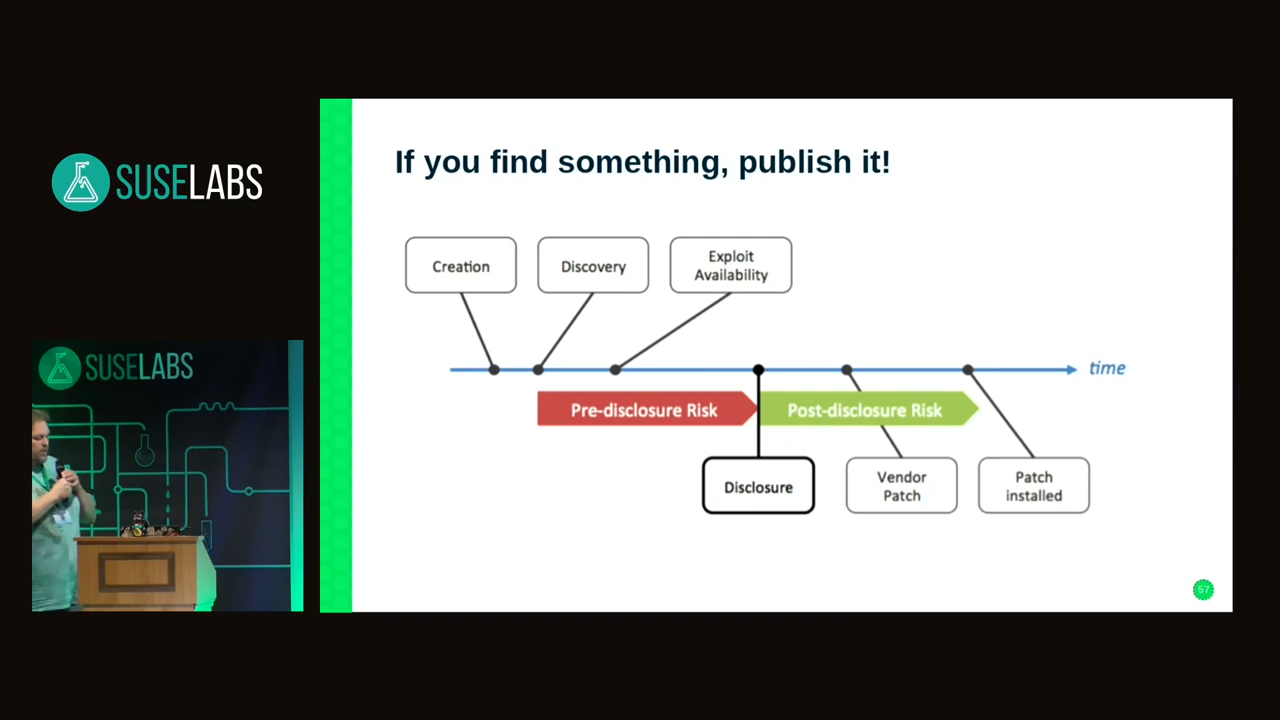 SUSELABS
SUSELABS
If you find something, publish it!
Creation
Discovery
Exploit
Availability
time
Pre-disclosure Risk
Post-disclosure Risk
Disclosure
Vendor
Patch
Patch
installed
57